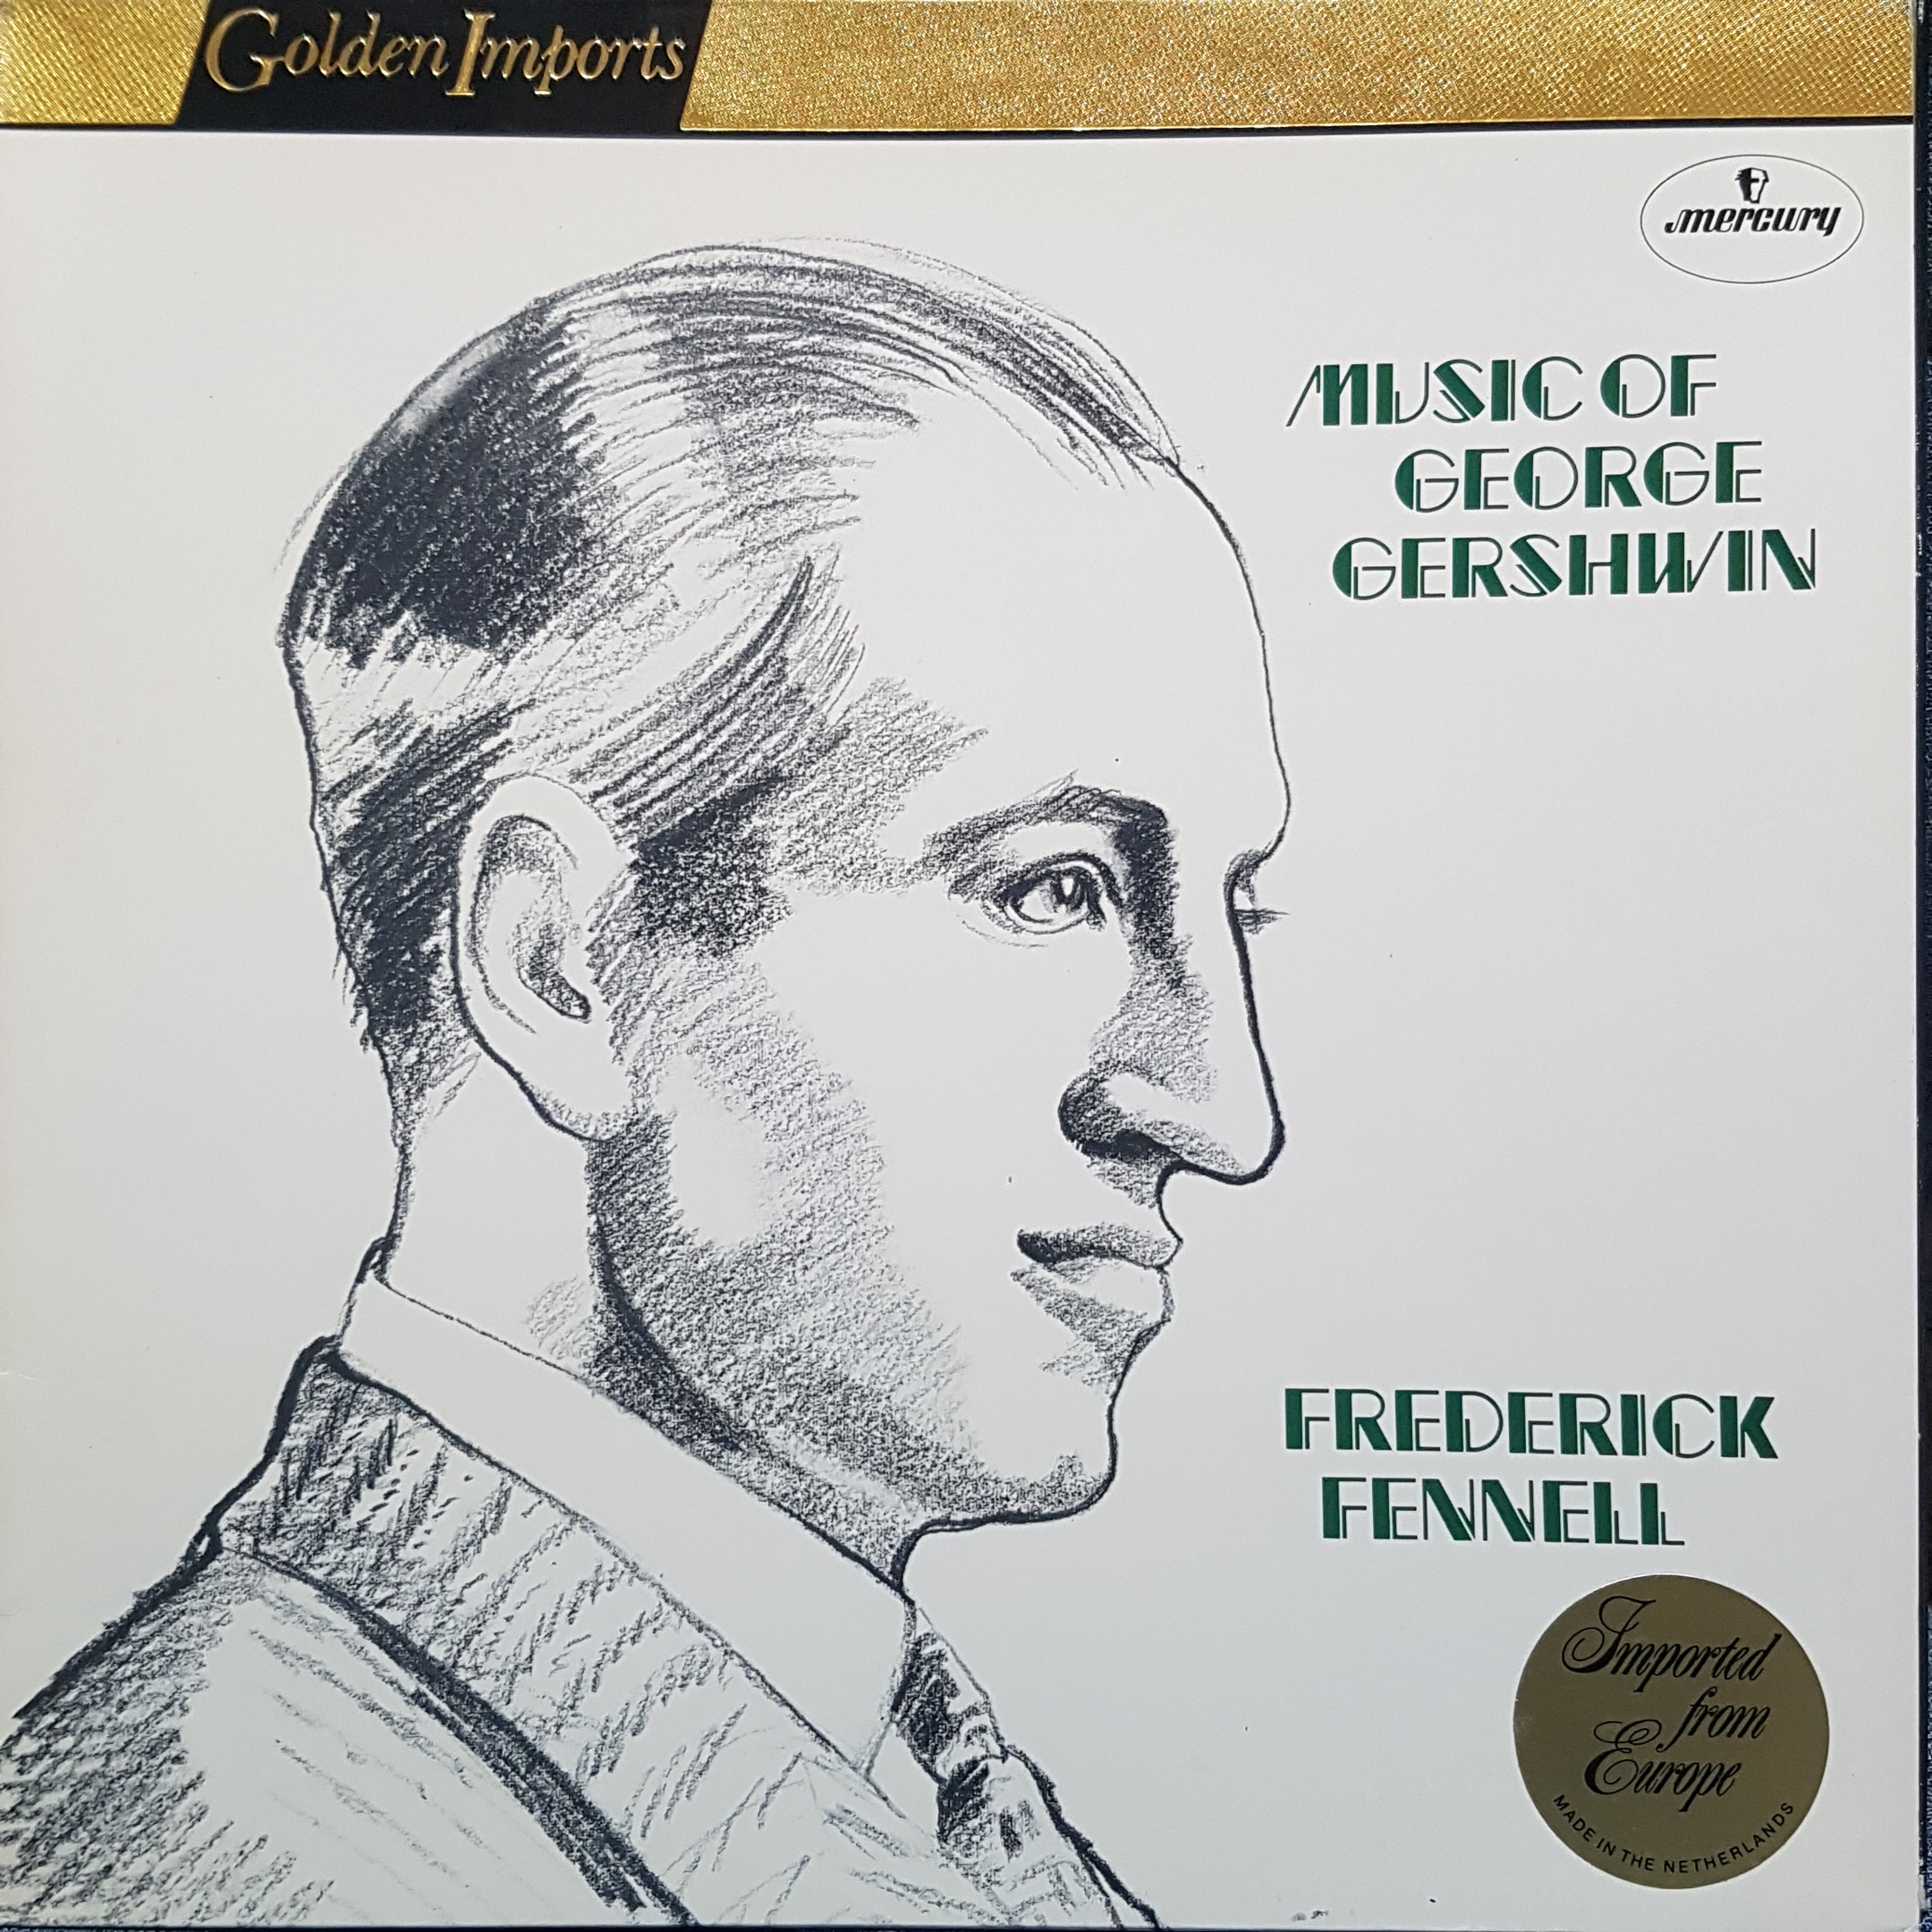 Golden Imports
mercury
MUSIC OF
GEORGE
GERSHWIN
FREDERICK
FENNELL
Imported
from
Europe
MADE IN THE NETHERLANDS